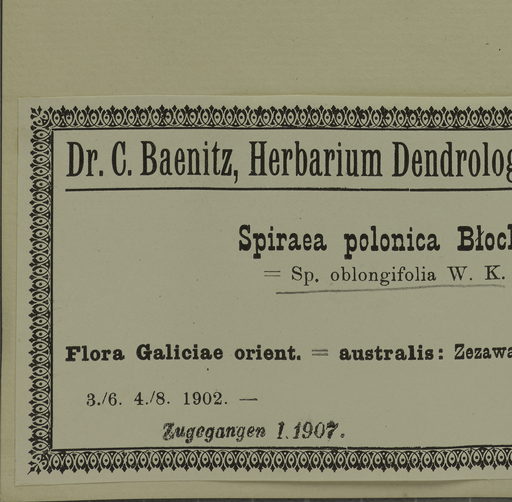 Dr. C. Baenitz, Herbarium Dendrolog
Spiraea polonica Błoc
= Sp. oblongifolia W. K.
Flora Galiciae orient. = australis: Zezawa
3./6. 4./8. 1902. —
Zugegangen 1.1907.